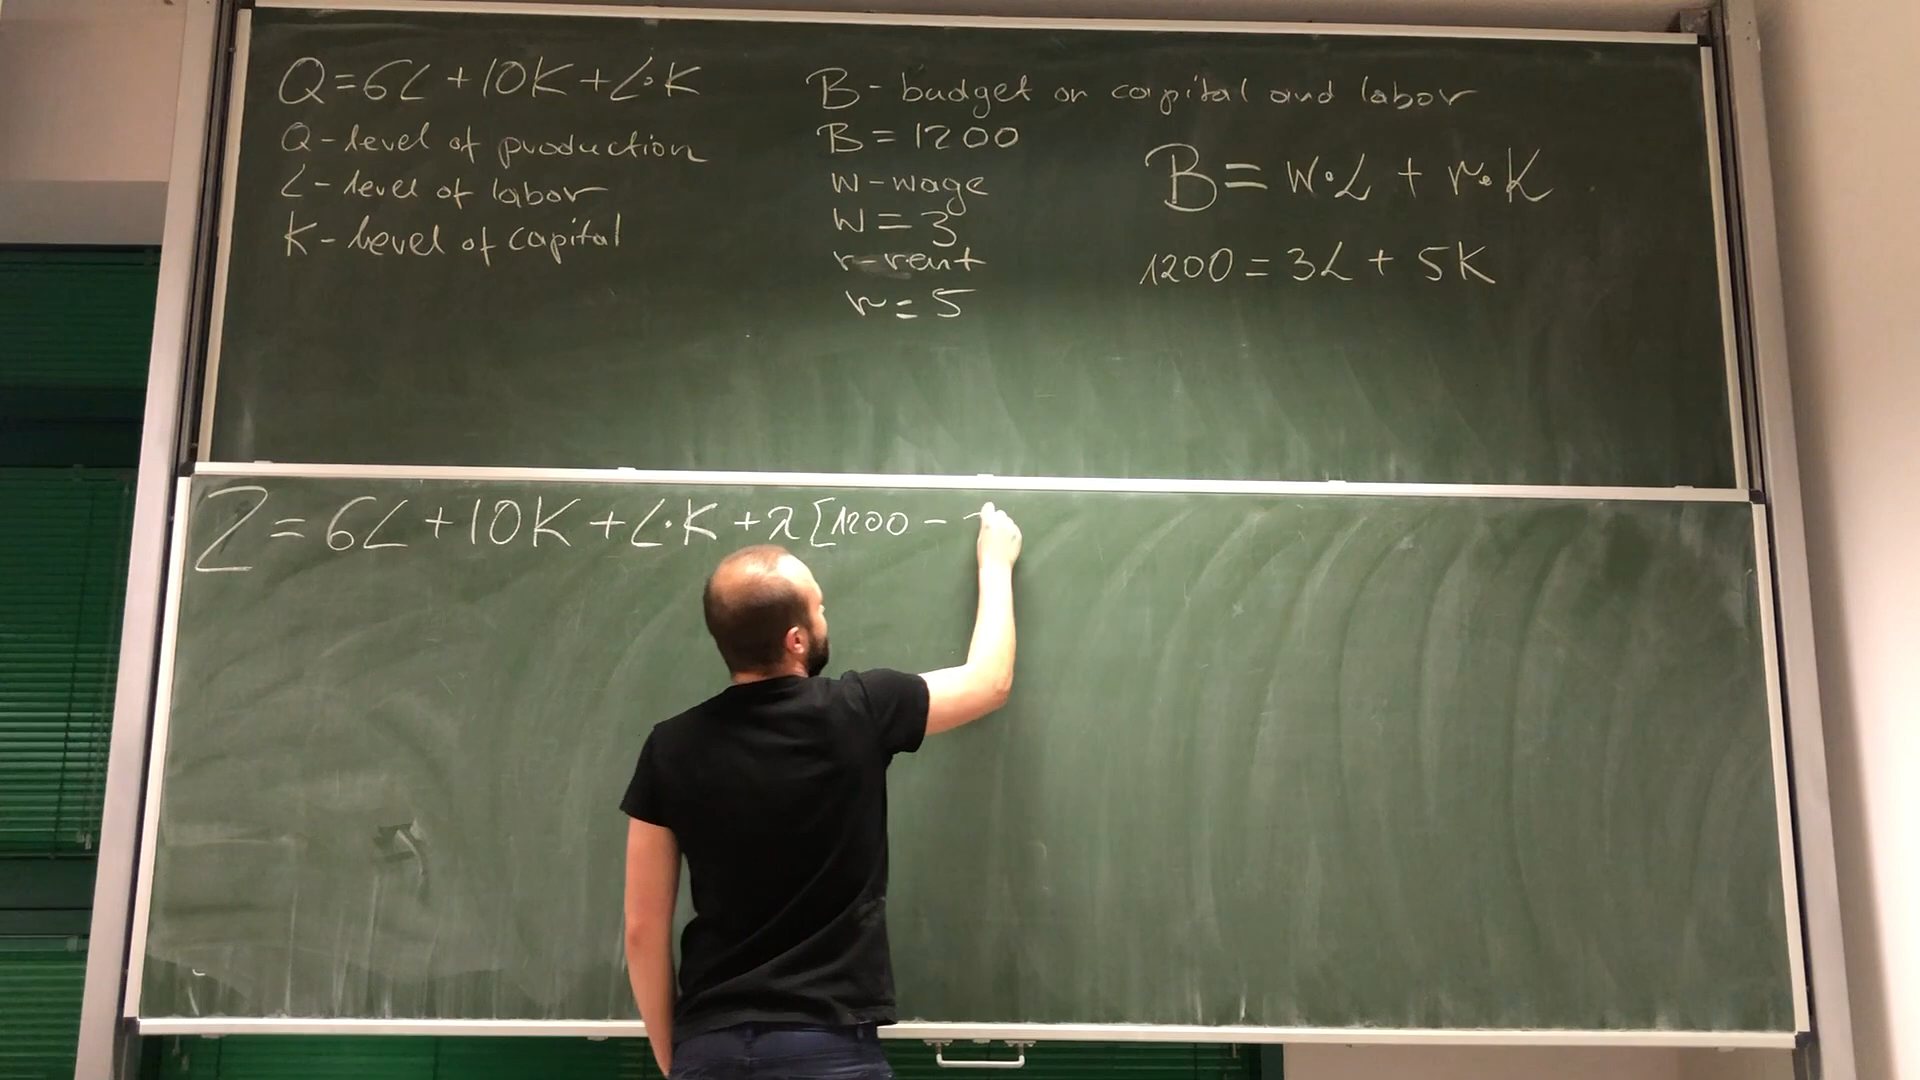 Q=6L+10K+L·K
Q-level of production
L-level of labor
K-level of capital
B-budget on capital and labor
B=1200
w-wage
w=3
r-rent
r=5
B=w·L+r·K
1200=3L+5K
Z=6L+10K+L·K+λ[1200-